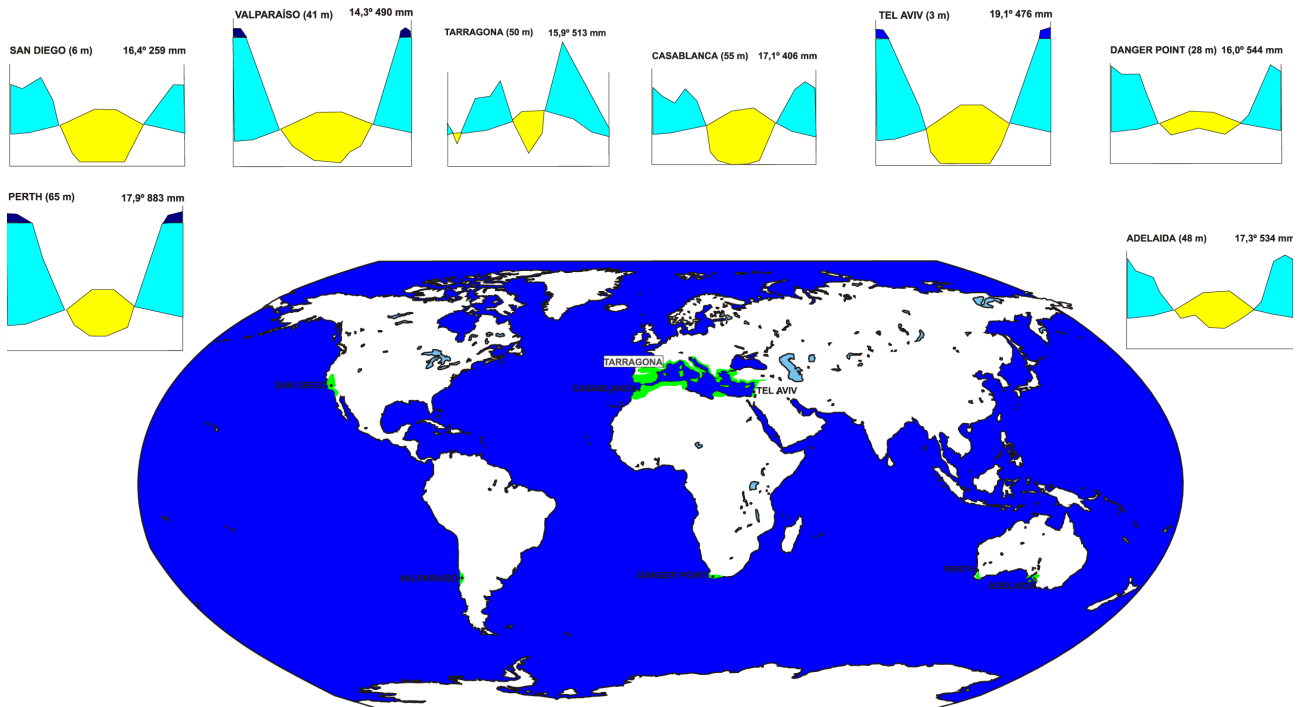 VALPARAÍSO (41 m) 14,3º 490 mm
TEL AVIV (3 m) 19,1º 476 mm
TARRAGONA (50 m) 15,9º 513 mm
SAN DIEGO (6 m) 16,4º 259 mm
CASABLANCA (55 m) 17,1º 406 mm
DANGER POINT (28 m) 16,0º 544 mm
PERTH (65 m) 17,9º 883 mm
ADELAIDA (48 m) 17,3º 534 mm
TARRAGONA
SAN DIEGO
CASABLANCA
TEL AVIV
PERTH
VALPARAISO
DANGER POINT
ADELAIDA